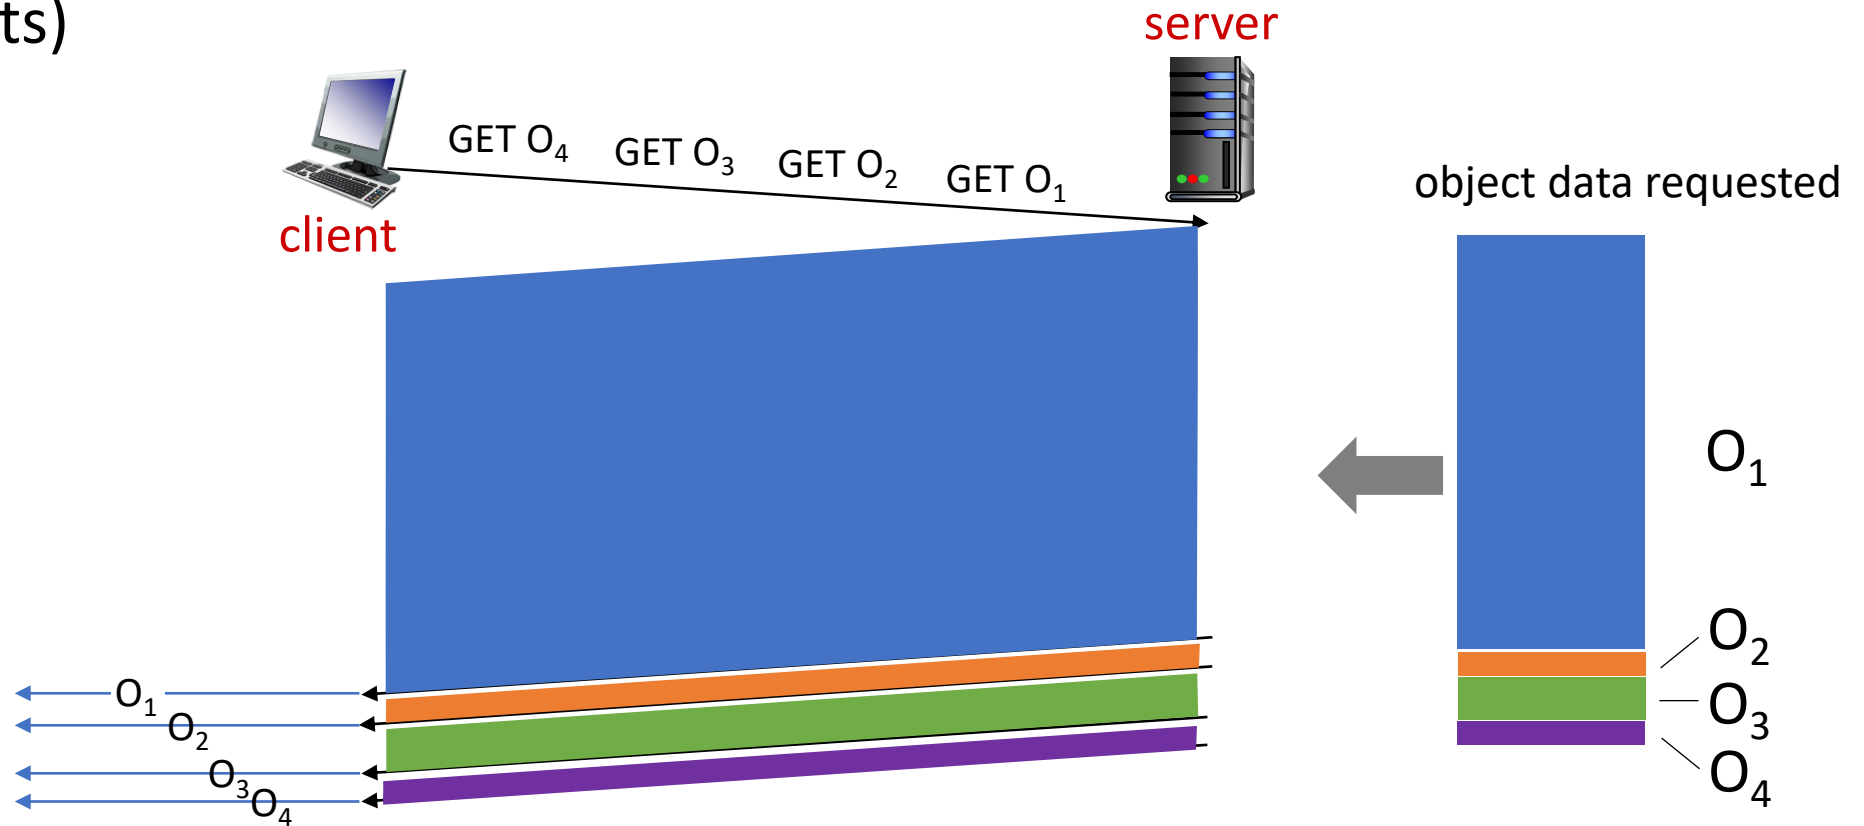 ts)
server
GET O₄
GET O₃
GET O₂
GET O₁
object data requested
client
O₁
O₂
O₃
O₄
O₁
O₂
O₃
O₄